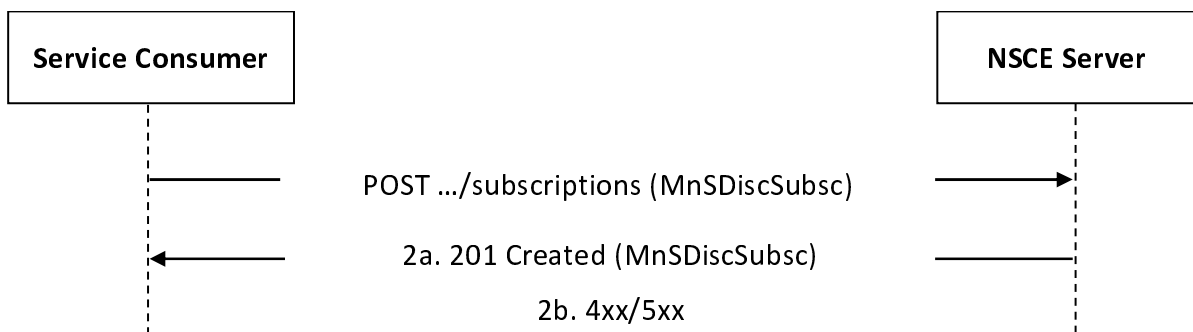 Service Consumer
NSCE Server
POST …/subscriptions (MnSDiscSubsc)
2a. 201 Created (MnSDiscSubsc)
2b. 4xx/5xx